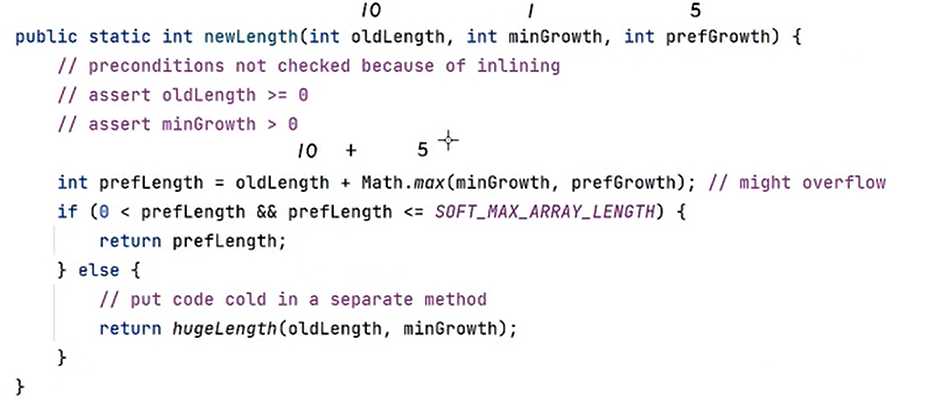 10 1 5
public static int newLength(int oldLength, int minGrowth, int prefGrowth) {
// preconditions not checked because of inlining
// assert oldLength >= 0
// assert minGrowth > 0
10 + 5
int prefLength = oldLength + Math.max(minGrowth, prefGrowth); // might overflow
if (0 < prefLength && prefLength <= SOFT_MAX_ARRAY_LENGTH) {
return prefLength;
} else {
// put code cold in a separate method
return hugeLength(oldLength, minGrowth);
}
}